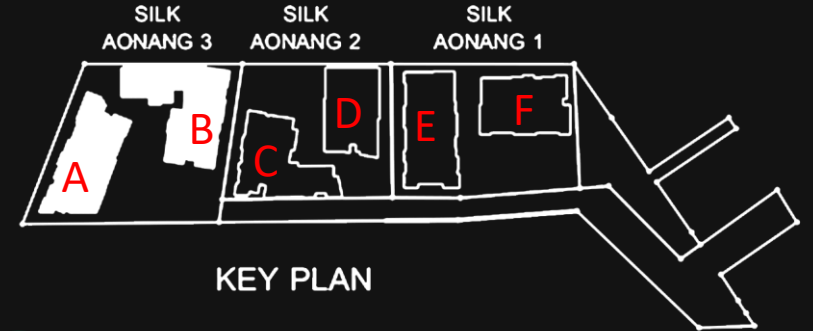 SILK
AONANG 3
SILK
AONANG 2
SILK
AONANG 1
A
B
C
D
E
F
KEY PLAN